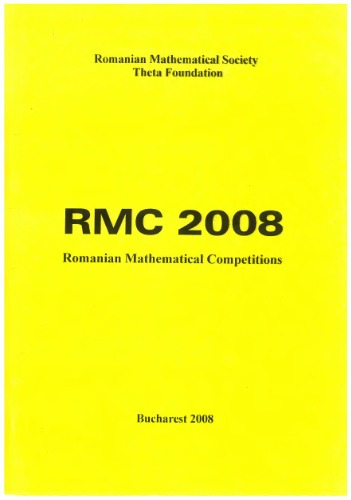 Romanian Mathematical Society
Theta Foundation
RMC 2008
Romanian Mathematical Competitions
Bucharest 2008